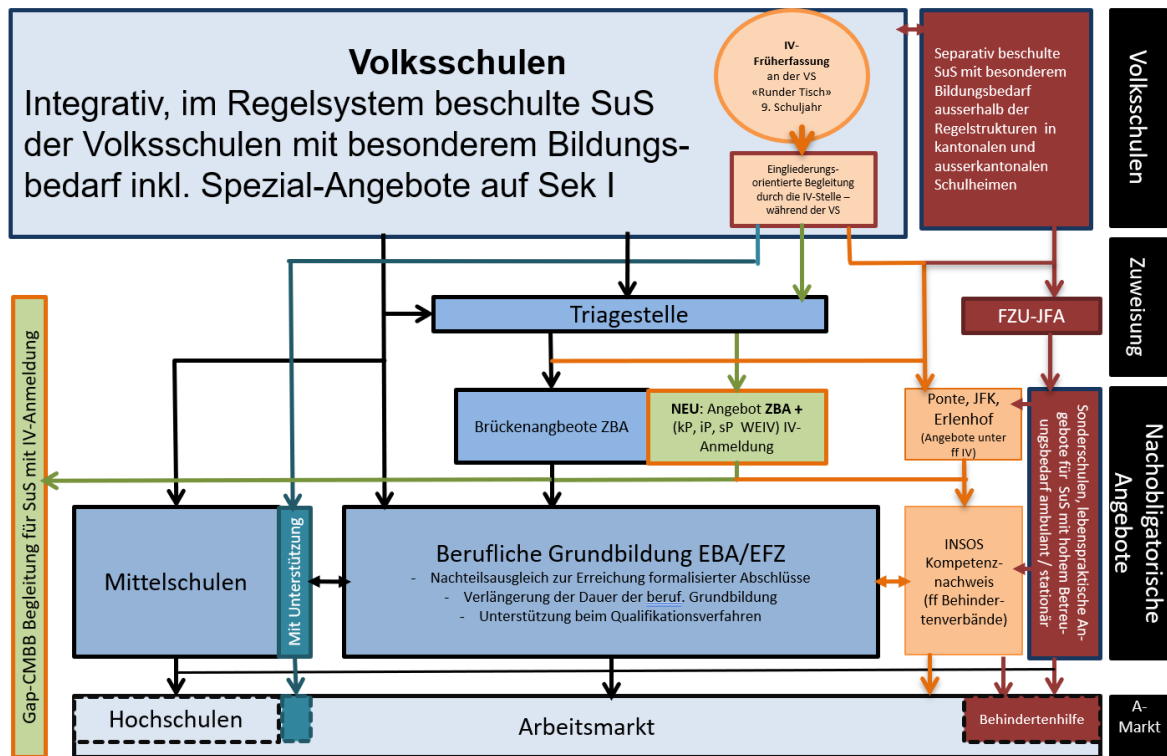 Volksschulen
Integrativ, im Regelsystem beschulte SuS
der Volksschulen mit besonderem Bildungs-
bedarf inkl. Spezial-Angebote auf Sek I
IV-
Früherfassung
an der VS
«Runder Tisch»
9. Schuljahr
Eingliederungs-
orientierte Begleitung
durch die IV-Stelle –
während der VS
Separativ beschulte
SuS mit besonderem
Bildungsbedarf
ausserhalb der
Regelstrukturen in
kantonalen und
ausserkantonalen
Schulheimen
Volksschulen
Zuweisung
Triagestelle
FZU-JFA
Gap-CMBB Begleitung für SuS mit IV-Anmeldung
Brückenangbeote ZBA
NEU: Angebot ZBA +
(kP, iP, sP WEIV) IV-
Anmeldung
Ponte, JFK,
Erlenhof
(Angebote unter
ff IV)
Sonderschulen, lebenspraktische An-
gebote für SuS mit hohem Betreu-
ungsbedarf ambulant / stationär
Nachobligatorische
Angebote
Mittelschulen
Mit Unterstützung
Berufliche Grundbildung EBA/EFZ
- Nachteilsausgleich zur Erreichung formalisierter Abschlüsse
- Verlängerung der Dauer der beruf. Grundbildung
- Unterstützung beim Qualifikationsverfahren
INSOS
Kompetenz-
nachweis
(ff Behinder-
tenverbände)
Hochschulen
Arbeitsmarkt
Behindertenhilfe
A-
Markt